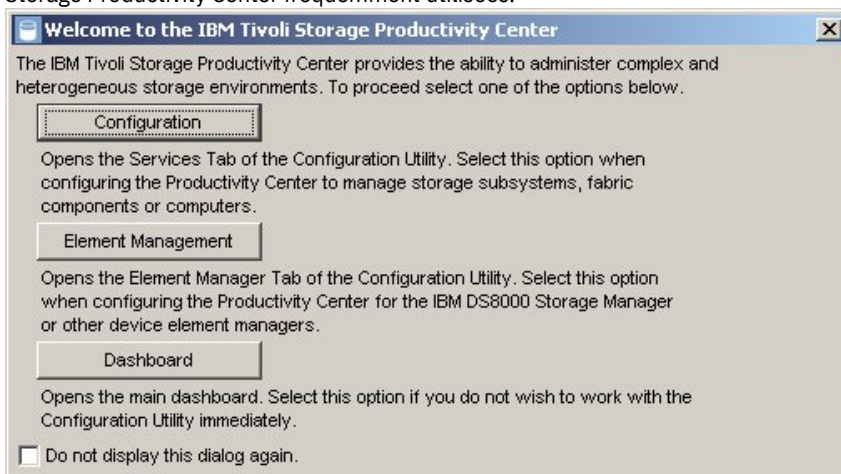 Storage Productivity Center fréquemment utilisées.
Welcome to the IBM Tivoli Storage Productivity Center
The IBM Tivoli Storage Productivity Center provides the ability to administer complex and
heterogeneous storage environments. To proceed select one of the options below.
Configuration
Opens the Services Tab of the Configuration Utility. Select this option when
configuring the Productivity Center to manage storage subsystems, fabric
components or computers.
Element Management
Opens the Element Manager Tab of the Configuration Utility. Select this option
when configuring the Productivity Center for the IBM DS8000 Storage Manager
or other device element managers.
Dashboard
Opens the main dashboard. Select this option if you do not wish to work with the
Configuration Utility immediately.
Do not display this dialog again.